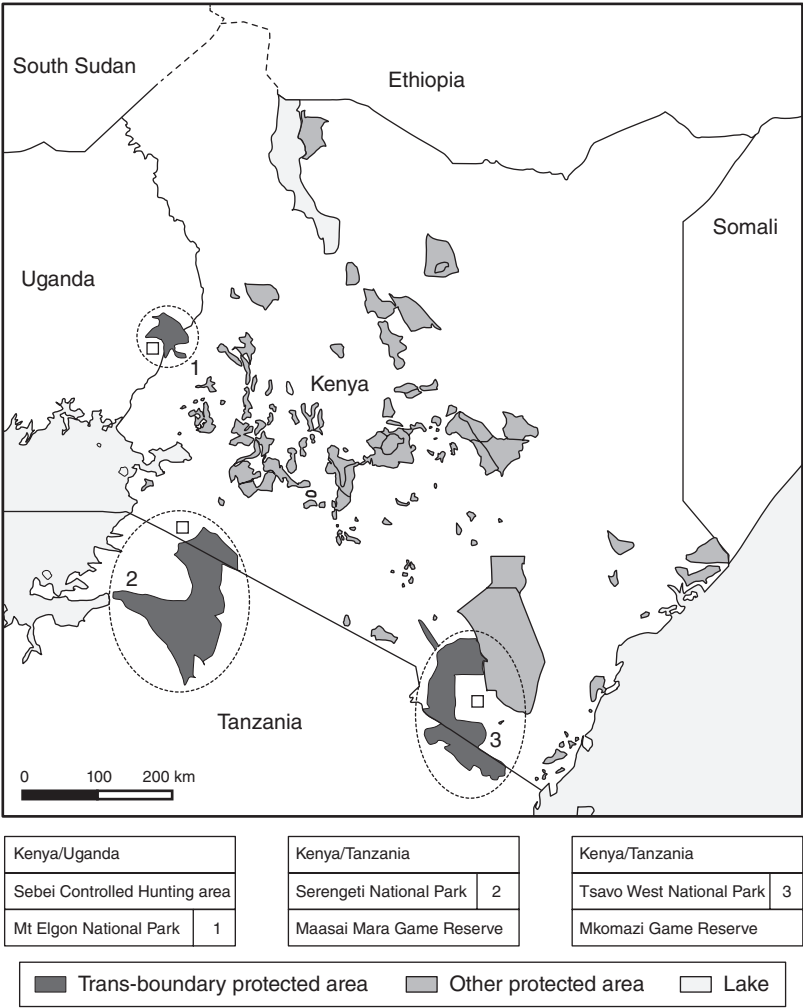 South Sudan
Ethiopia
Somali
Uganda
1
Kenya
2
Tanzania
3
0 100 200 km
Kenya/Uganda
Sebei Controlled Hunting area
Mt Elgon National Park 1
Kenya/Tanzania
Serengeti National Park 2
Maasai Mara Game Reserve
Kenya/Tanzania
Tsavo West National Park 3
Mkomazi Game Reserve
Trans-boundary protected area Other protected area Lake